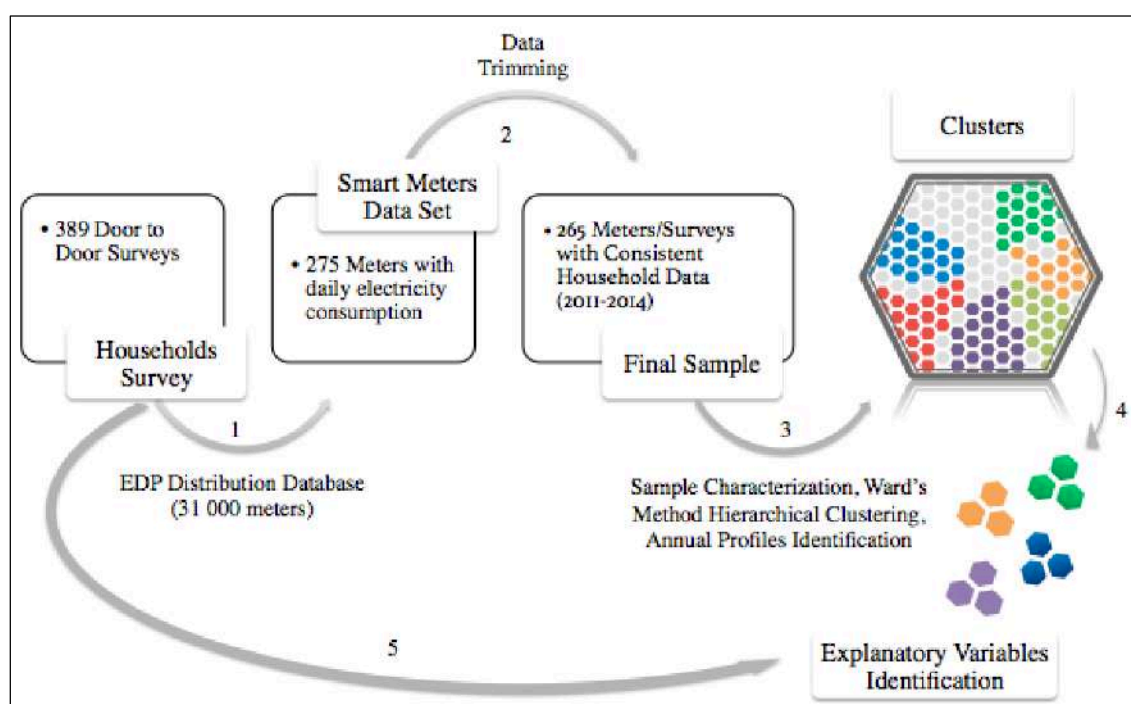 Data
Trimming
2
Clusters
Smart Meters
Data Set
• 389 Door to
Door Surveys
• 275 Meters with
daily electricity
consumption
• 265 Meters/Surveys
with Consistent
Household Data
(2011-2014)
Households
Survey
Final Sample
1
3
4
EDP Distribution Database
(31 000 meters)
Sample Characterization, Ward's
Method Hierarchical Clustering,
Annual Profiles Identification
5
Explanatory Variables
Identification